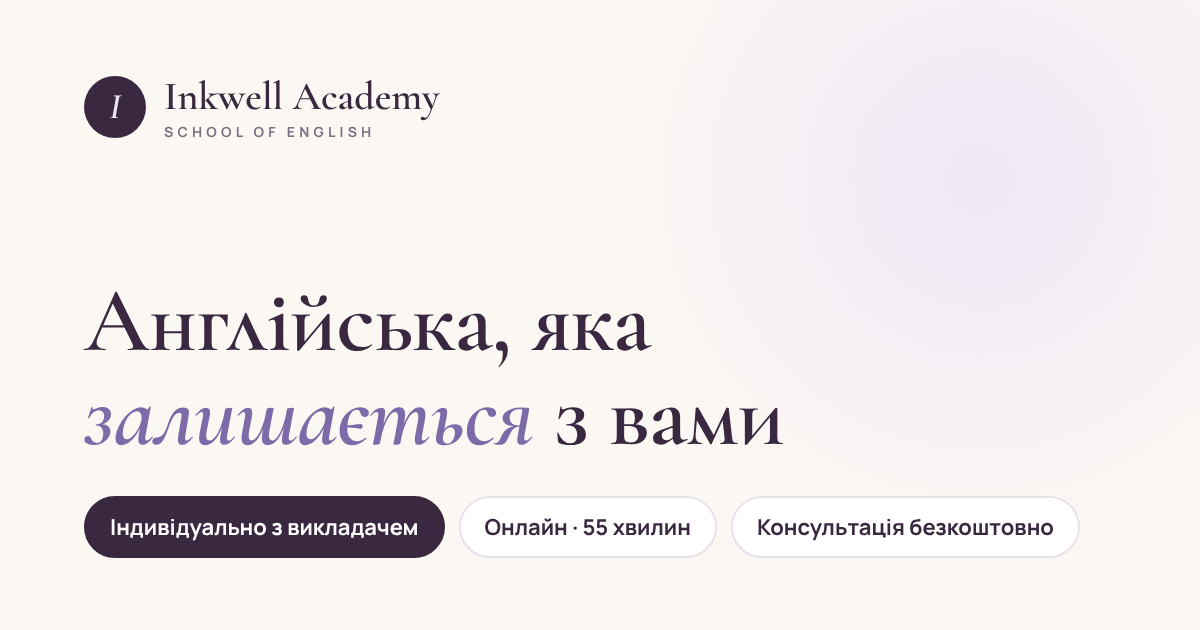 I
Inkwell Academy
SCHOOL OF ENGLISH
Англійська, яка
залишається з вами
Індивідуально з викладачем
Онлайн · 55 хвилин
Консультація безкоштовно